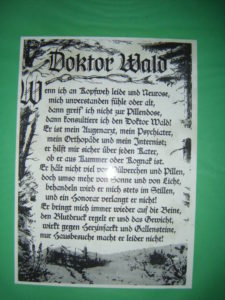 Doktor Wald
Wenn ich an Kopfweh leide und Neurose,
mich unverstanden fühle oder alt,
dann greif ich nicht zur Pillendose,
dann konsultiere ich den Doktor Wald!
Er ist mein Augenarzt, mein Psychiater,
mein Orthopäde und mein Internist;
er hilft mir sicher über jeden Kater,
ob er aus Kummer oder Kognak ist.
Er hält nicht viel von Pülverchen und Pillen,
doch umso mehr von Sonne und von Licht,
behandeln wird er mich stets im Stillen
und ein Honorar verlangt er nicht!
Er bringt mich immer wieder auf die Beine,
den Blutdruck regelt er und das Gewicht,
wirkt gegen Herzinfarkt und Gallensteine,
nur Hausbesuche macht er leider nicht!